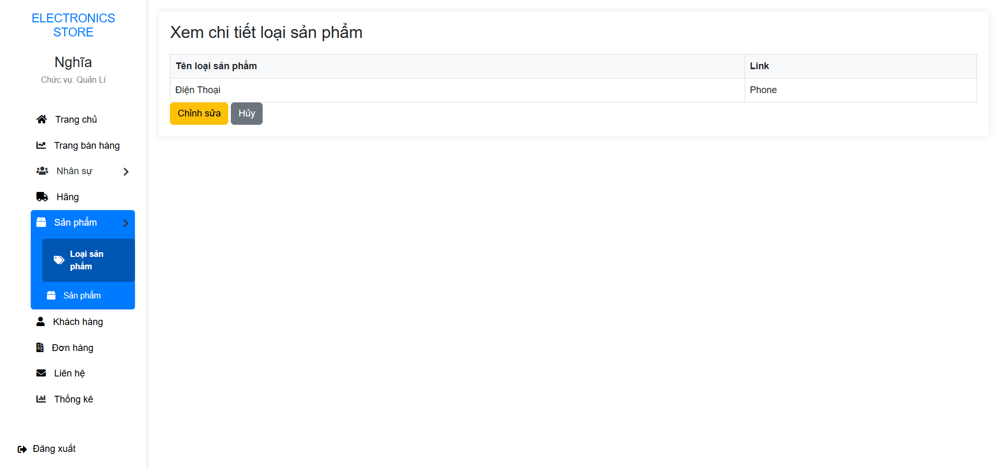 ELECTRONICS
STORE
Nghĩa
Chức vụ: Quản Lí
Trang chủ
Trang bán hàng
Nhân sự
Hãng
Sản phẩm
Loại sản
phẩm
Sản phẩm
Khách hàng
Đơn hàng
Liên hệ
Thống kê
Đăng xuất
Xem chi tiết loại sản phẩm
Tên loại sản phẩm Link
Điện Thoại Phone
Chỉnh sửa Hủy